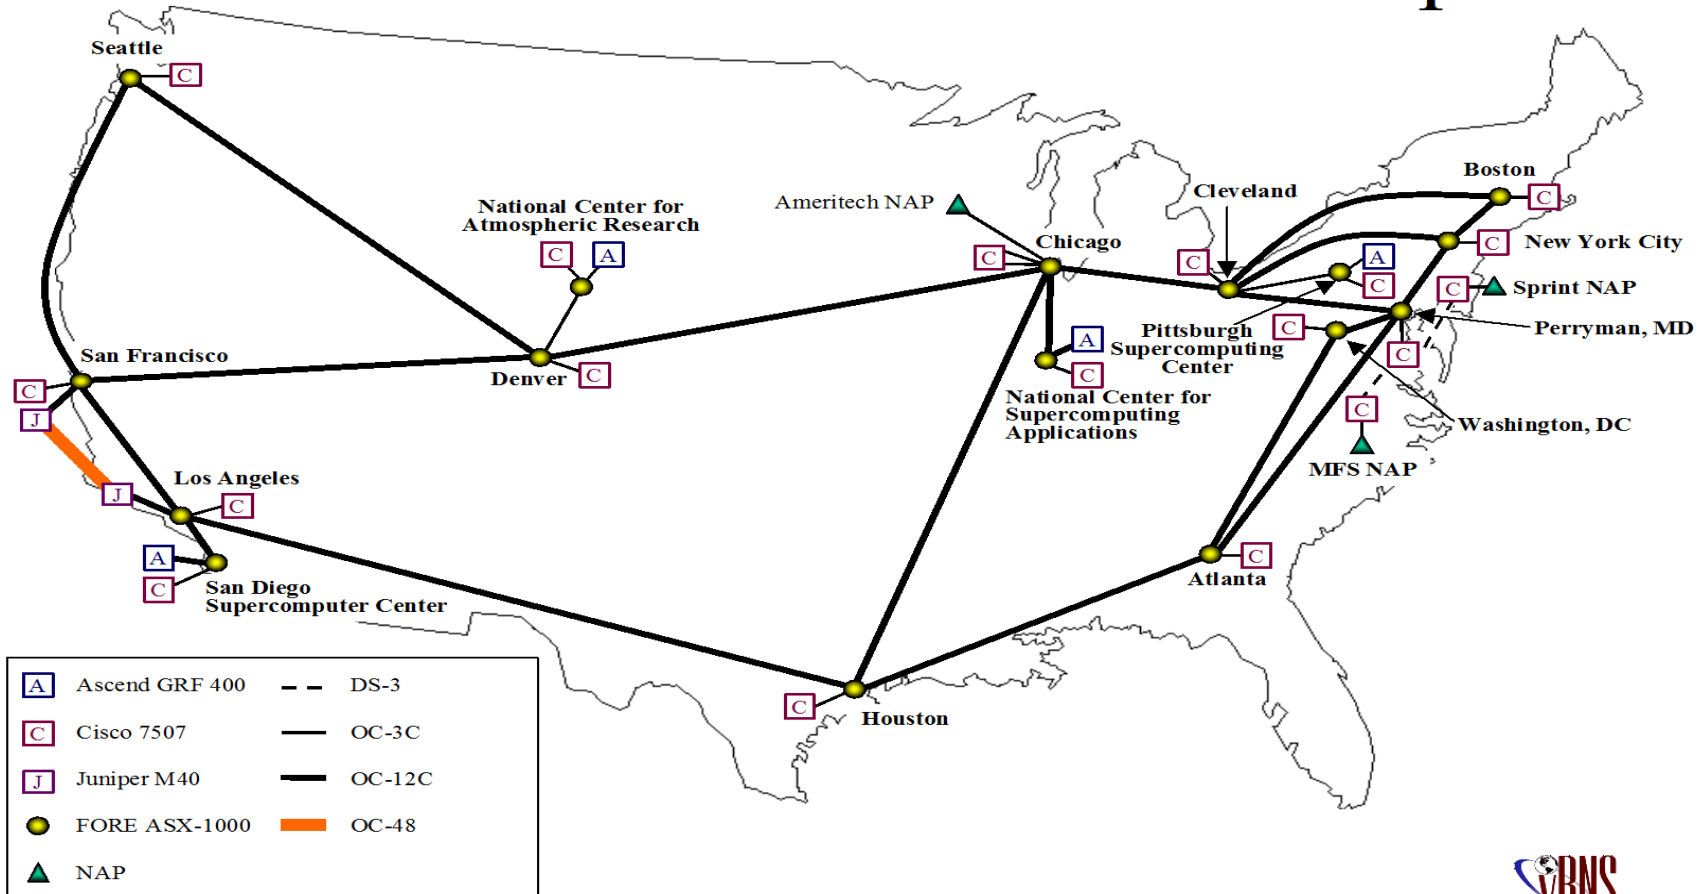 Seattle
C
National Center for
Atmospheric Research
C
A
Ameritech NAP
Chicago
C
Cleveland
C
Boston
C
New York City
C
A
C
Sprint NAP
C
Perryman, MD
C
Pittsburgh
Supercomputing
Center
C
Washington, DC
C
MFS NAP
A
C
National Center for
Supercomputing
Applications
San Francisco
C
J
Denver
C
Los Angeles
J
C
A
C
San Diego
Supercomputer Center
Atlanta
C
Houston
C
A Ascend GRF 400
C Cisco 7507
J Juniper M40
FORE ASX-1000
NAP
DS-3
OC-3C
OC-12C
OC-48
vBNS